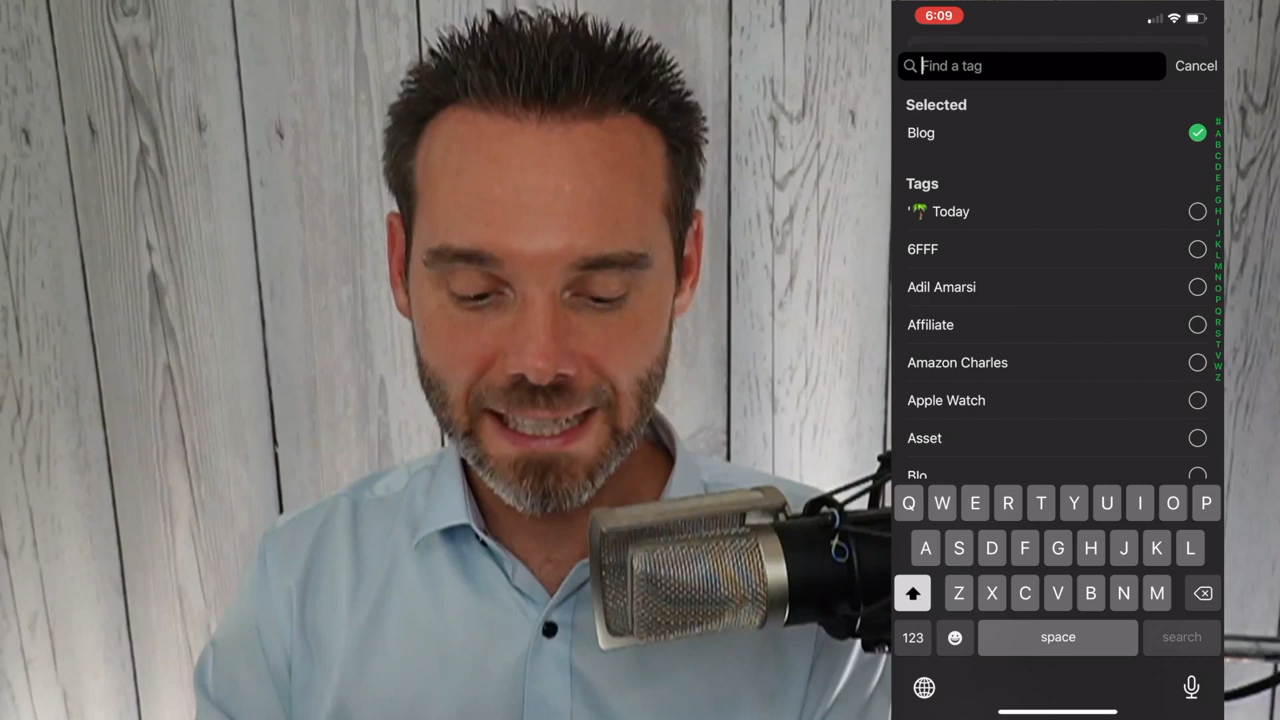 6:09
Find a tag
Cancel
Selected
Blog
Tags
'🌴 Today
6FFF
Adil Amarsi
Affiliate
Amazon Charles
Apple Watch
Asset
Blo
#
A
B
C
D
E
F
G
H
I
J
K
L
M
N
O
P
Q
R
S
T
V
W
Z
Q W E R T Y U I O P
A S D F G H J K L
Z X C V B N M
123
space
search